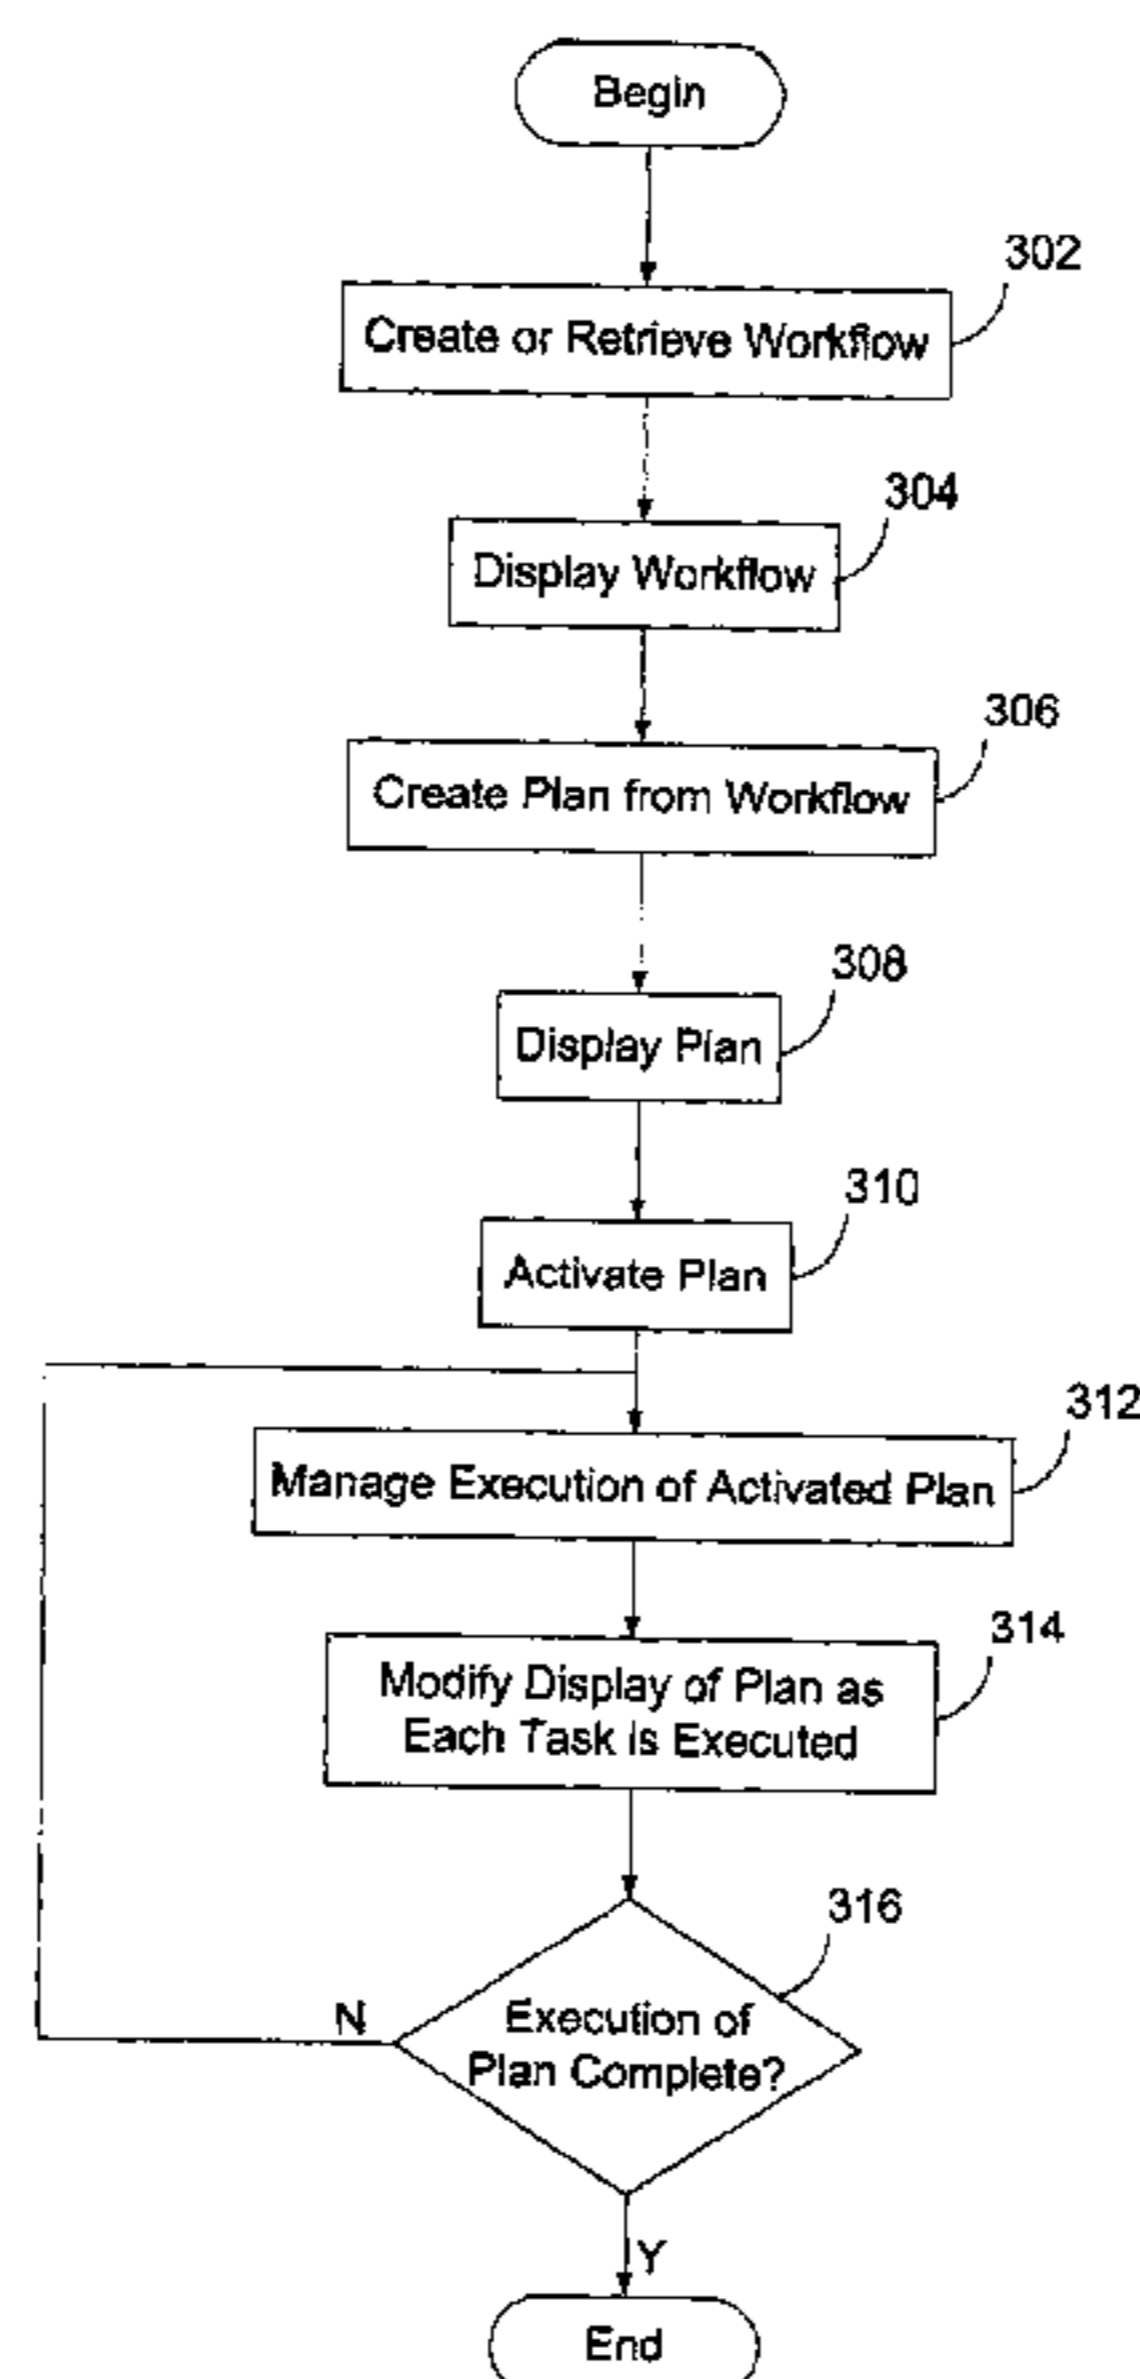 Begin
302
Create or Retrieve Workflow
304
Display Workflow
306
Create Plan from Workflow
308
Display Plan
310
Activate Plan
312
Manage Execution of Activated Plan
314
Modify Display of Plan as
Each Task is Executed
316
Execution of
Plan Complete?
N
Y
End